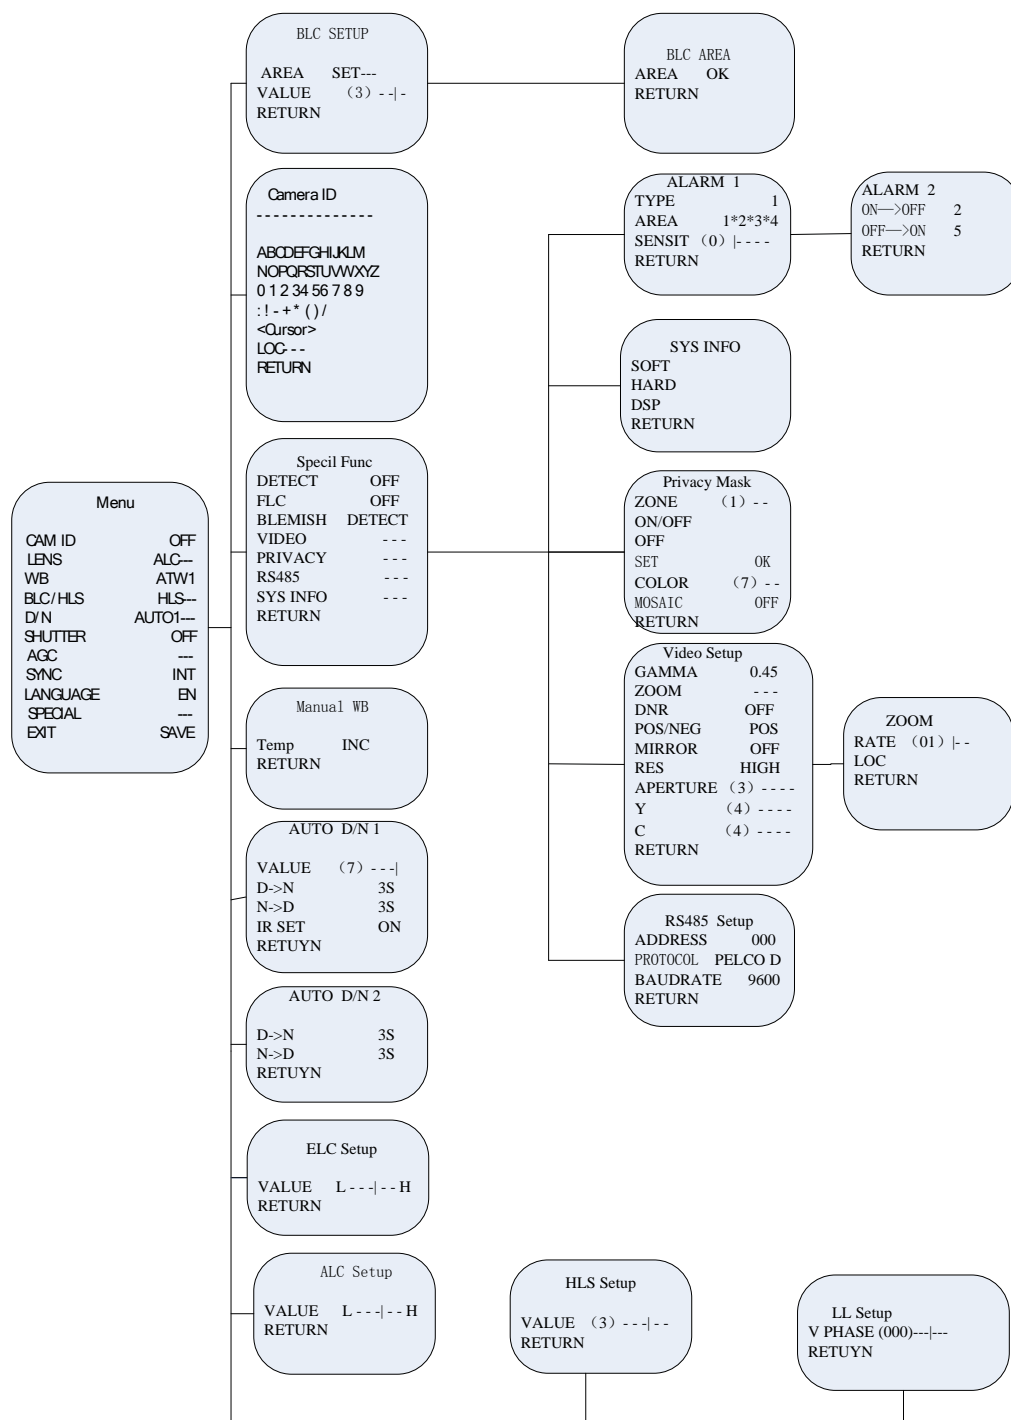 BLC SETUP
AREA SET---
VALUE （3）--|-
RETURN
BLC AREA
AREA OK
RETURN
Camera ID
--------------
ABCDEFGHIJKLM
NOPQRSTUVWXYZ
0 1 2 3 4 5 6 7 8 9
: ! - + * ( ) /
<Cursor>
LOC---
RETURN
ALARM 1
TYPE 1
AREA 1*2*3*4
SENSIT （0）|----
RETURN
ALARM 2
ON—>OFF 2
OFF—>ON 5
RETURN
SYS INFO
SOFT
HARD
DSP
RETURN
Menu
CAM ID OFF
LENS ALC---
WB ATW1
BLC/HLS HLS---
D/N AUTO1---
SHUTTER OFF
AGC ---
SYNC INT
LANGUAGE EN
SPECIAL ---
EXIT SAVE
Specil Func
DETECT OFF
FLC OFF
BLEMISH DETECT
VIDEO ---
PRIVACY ---
RS485 ---
SYS INFO ---
RETURN
Privacy Mask
ZONE （1）--
ON/OFF
OFF
SET OK
COLOR （7）--
MOSAIC OFF
RETURN
Video Setup
GAMMA 0.45
ZOOM ---
DNR OFF
POS/NEG POS
MIRROR OFF
RES HIGH
APERTURE （3）----
Y （4）----
C （4）----
RETURN
ZOOM
RATE （01）|--
LOC
RETURN
Manual WB
Temp INC
RETURN
AUTO D/N 1
VALUE （7）---|
D->N 3S
N->D 3S
IR SET ON
RETUYN
RS485 Setup
ADDRESS 000
PROTOCOL PELCO D
BAUDRATE 9600
RETURN
AUTO D/N 2
D->N 3S
N->D 3S
RETUYN
ELC Setup
VALUE L---|--H
RETURN
ALC Setup
VALUE L---|--H
RETURN
HLS Setup
VALUE （3）---|--
RETURN
LL Setup
V PHASE (000)---|---
RETUYN